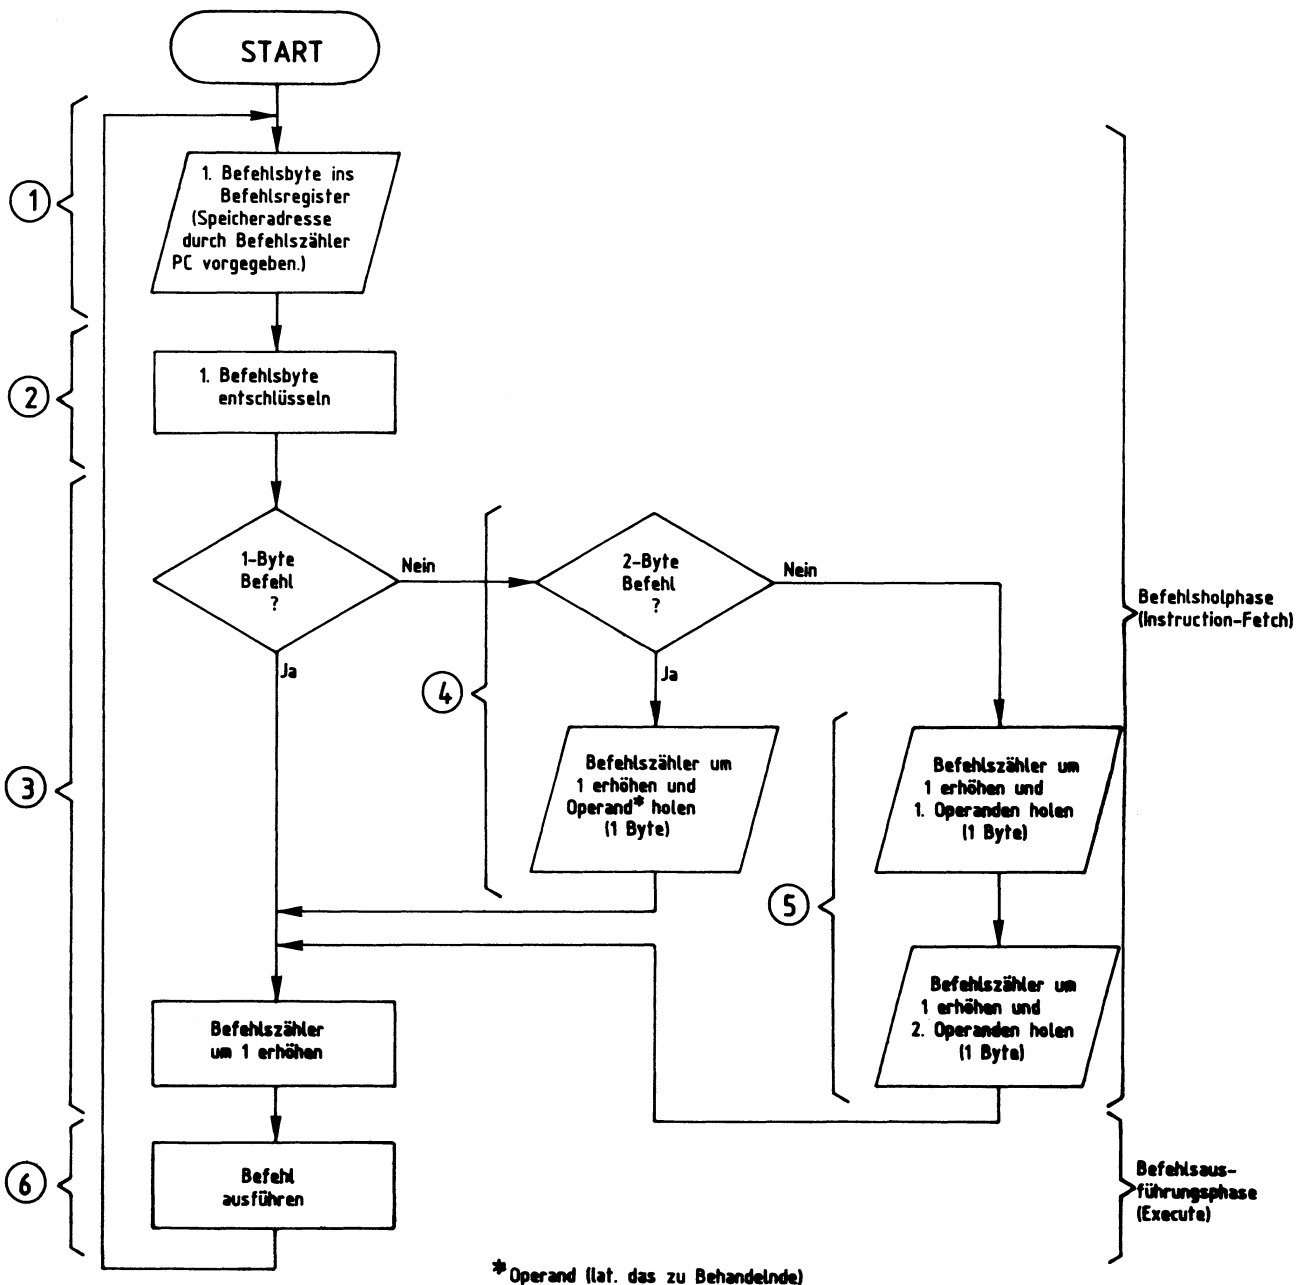 START
1
1. Befehlsbyte ins
Befehlsregister
(Speicheradresse
durch Befehlszähler
PC vorgegeben.)
2
1. Befehlsbyte
entschlüsseln
3
1-Byte
Befehl
?
Nein
Ja
4
2-Byte
Befehl
?
Nein
Ja
Befehlszähler um
1 erhöhen und
Operand* holen
(1 Byte)
5
Befehlszähler um
1 erhöhen und
1. Operanden holen
(1 Byte)
Befehlszähler um
1 erhöhen und
2. Operanden holen
(1 Byte)
Befehlszähler
um 1 erhöhen
6
Befehl
ausführen
Befehlsholphase
(Instruction-Fetch)
Befehlsaus-
führungsphase
(Execute)
*Operand (lat. das zu Behandelnde)